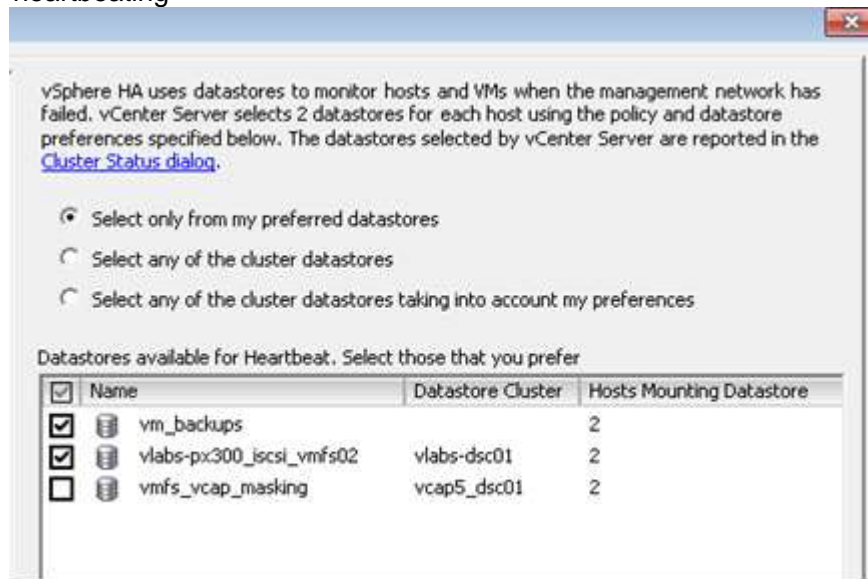 heartbeating
vSphere HA uses datastores to monitor hosts and VMs when the management network has
failed. vCenter Server selects 2 datastores for each host using the policy and datastore
preferences specified below. The datastores selected by vCenter Server are reported in the
Cluster Status dialog.
Select only from my preferred datastores
Select any of the cluster datastores
Select any of the cluster datastores taking into account my preferences
Datastores available for Heartbeat. Select those that you prefer
Name Datastore Cluster Hosts Mounting Datastore
vm_backups 2
vlabs-px300_iscsi_vmfs02 vlabs-dsc01 2
vmfs_vcap_masking vcap5_dsc01 2